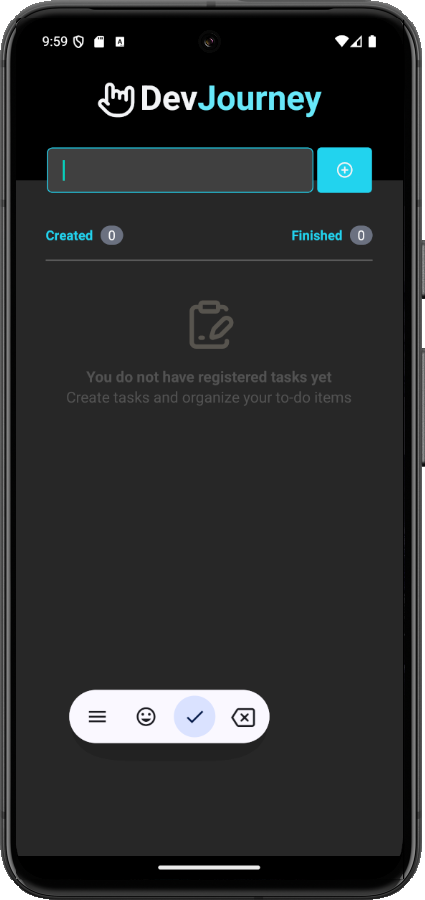 9:59
DevJourney
Created 0
Finished 0
You do not have registered tasks yet
Create tasks and organize your to-do items